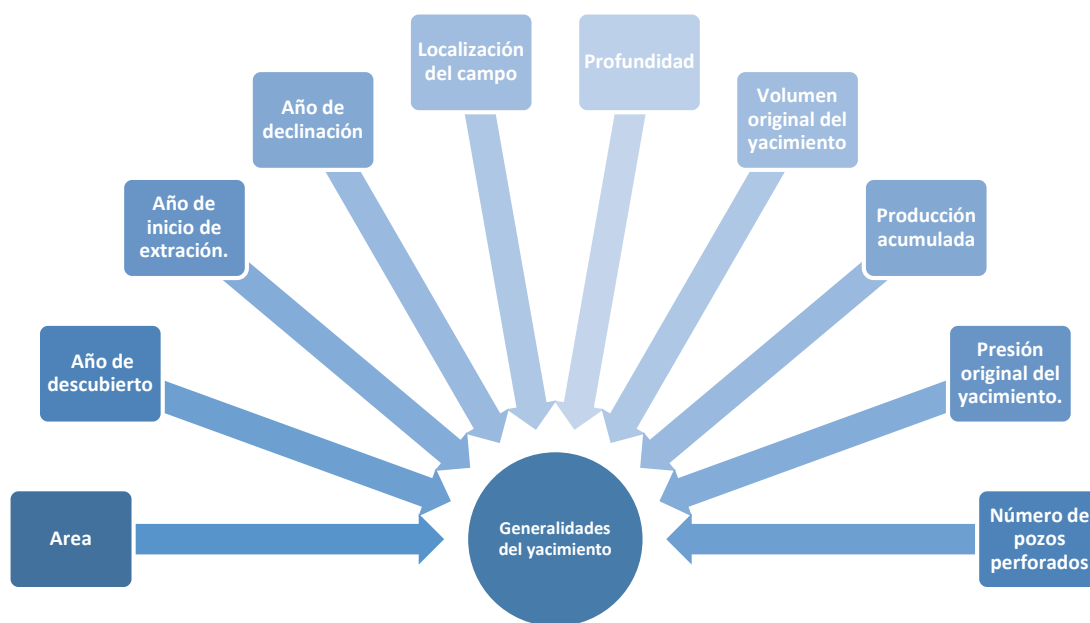 Localización
del campo
Profundidad
Año de
declinación
Volumen
original del
yacimiento
Año de
inicio de
extracción.
Producción
acumulada
Año de
descubierto
Presión
original del
yacimiento.
Area
Generalidades
del yacimiento
Número de
pozos
perforados